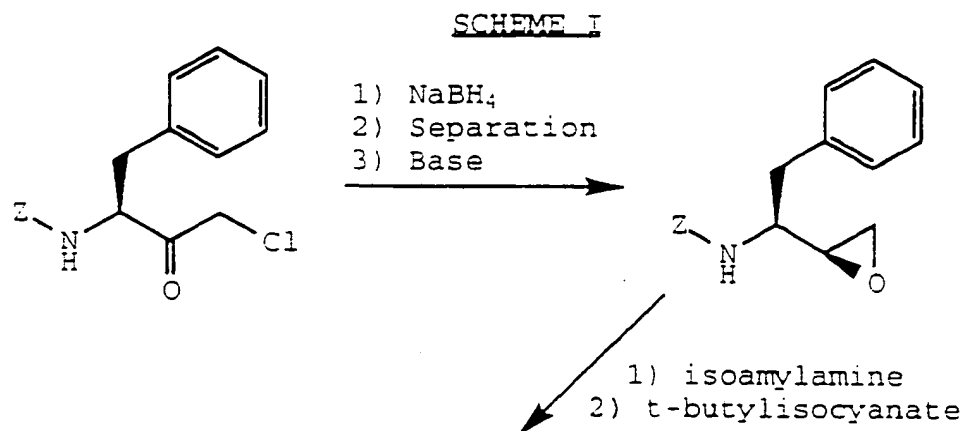 SCHEME I
1) NaBH₄
2) Separation
3) Base
Z
N
H
O
Cl
Z
N
H
O
1) isoamylamine
2) t-butylisocyanate